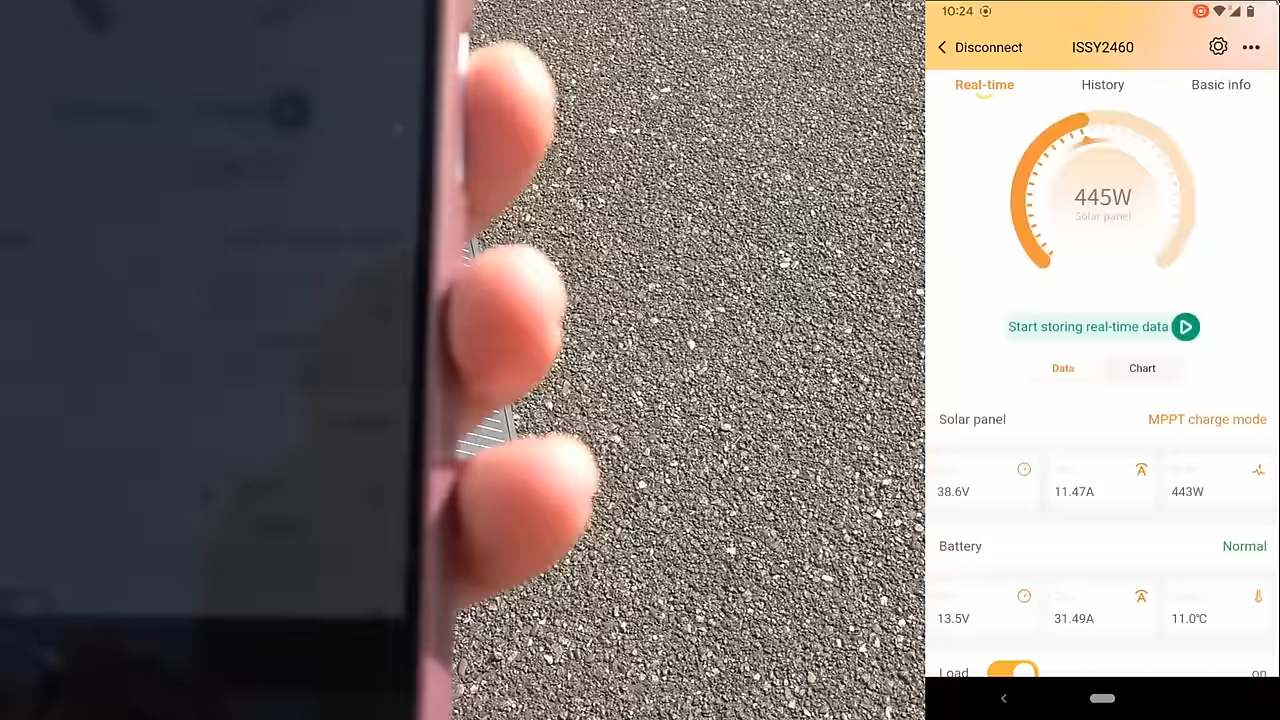 10:24
Disconnect
ISSY2460
Real-time
History
Basic info
445W
Solar panel
Start storing real-time data
Data
Chart
Solar panel
MPPT charge mode
38.6V
11.47A
443W
Battery
Normal
13.5V
31.49A
11.0℃
Load
on